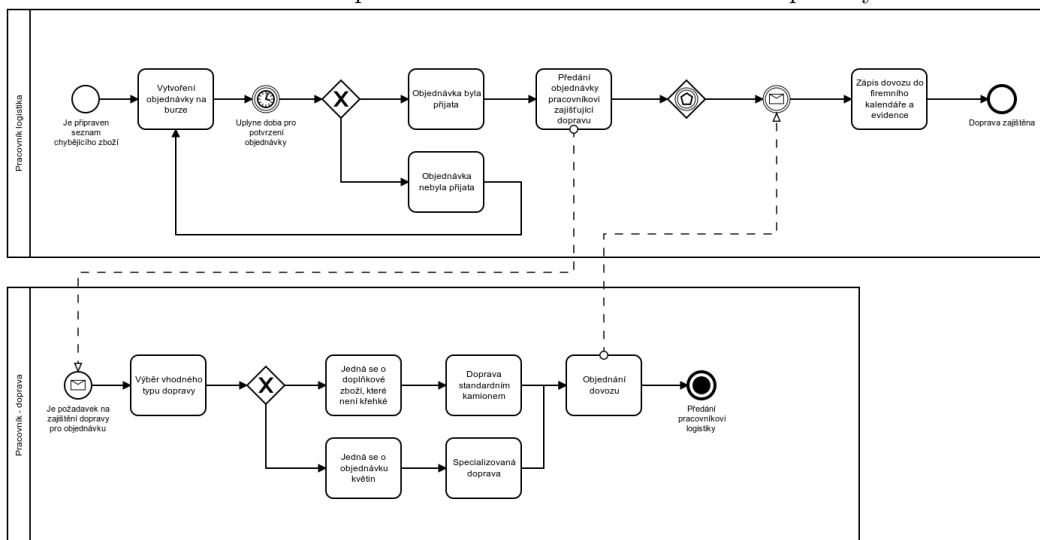 Pracovník logistika
Je připraven
seznam
chybějícího zboží
Vytvoření
objednávky na
burze
Uplyne doba pro
potvrzení
objednávky
Objednávka byla
přijata
Objednávka
nebyla přijata
Předání
objednávky
pracovníkovi
zajišťující
dopravu
Zápis dovozu do
firemního
kalendáře a
evidence
Doprava zajištěna
Pracovník - doprava
Je požadavek na
zajištění dopravy
pro objednávku
Výběr vhodného
typu dopravy
Jedná se o
doplňkové
zboží, které
není křehké
Jedná se o
objednávku
květin
Doprava
standardním
kamionem
Specializovaná
doprava
Objednání
dovozu
Předání
pracovníkovi
logistiky